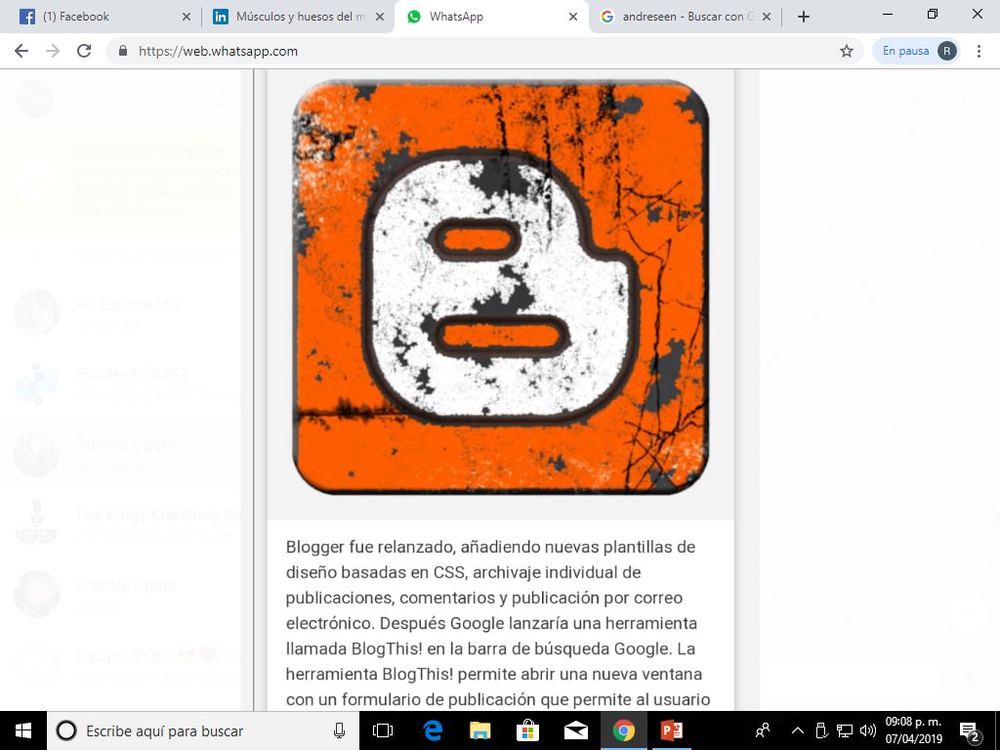 (1) Facebook
Músculos y huesos del m
WhatsApp
andreseen - Buscar con G
https://web.whatsapp.com
En pausa
R
Teléfono sin conexión
Ari Esposa Mia
Fisioterapia IG2
Fatyma Upam
Ari UPAM
The Kings Marching Ba
Aracely Upam
Equipo chido
Blogger fue relanzado, añadiendo nuevas plantillas de
diseño basadas en CSS, archivaje individual de
publicaciones, comentarios y publicación por correo
electrónico. Después Google lanzaría una herramienta
llamada BlogThis! en la barra de búsqueda Google. La
herramienta BlogThis! permite abrir una nueva ventana
con un formulario de publicación que permite al usuario
Escribe aquí para buscar
09:08 p. m.
07/04/2019
2